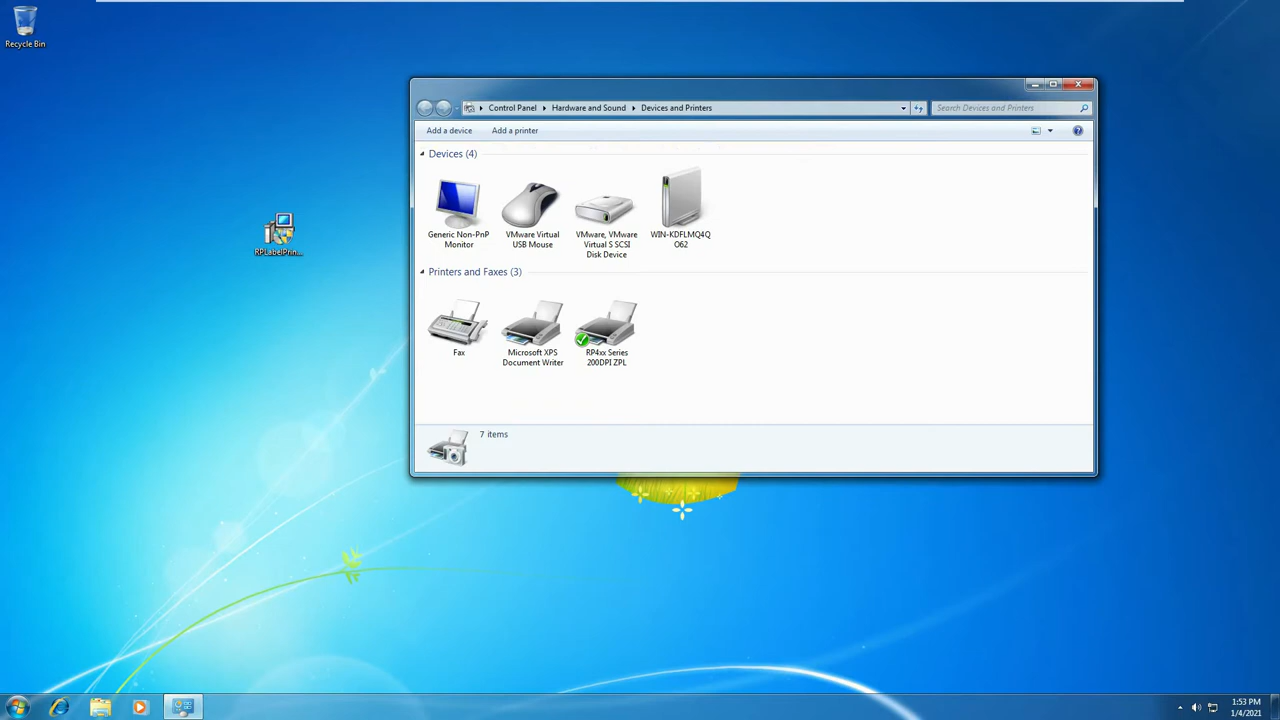 Recycle Bin
RPLabelPrin...
Control Panel
Hardware and Sound
Devices and Printers
Search Devices and Printers
Add a device
Add a printer
Devices (4)
Generic Non-PnP
Monitor
VMware Virtual
USB Mouse
VMware, VMware
Virtual S SCSI
Disk Device
WIN-KDFLMQ4Q
O62
Printers and Faxes (3)
Fax
Microsoft XPS
Document Writer
RP4xx Series
200DPI ZPL
7 items
1:53 PM
1/4/2021